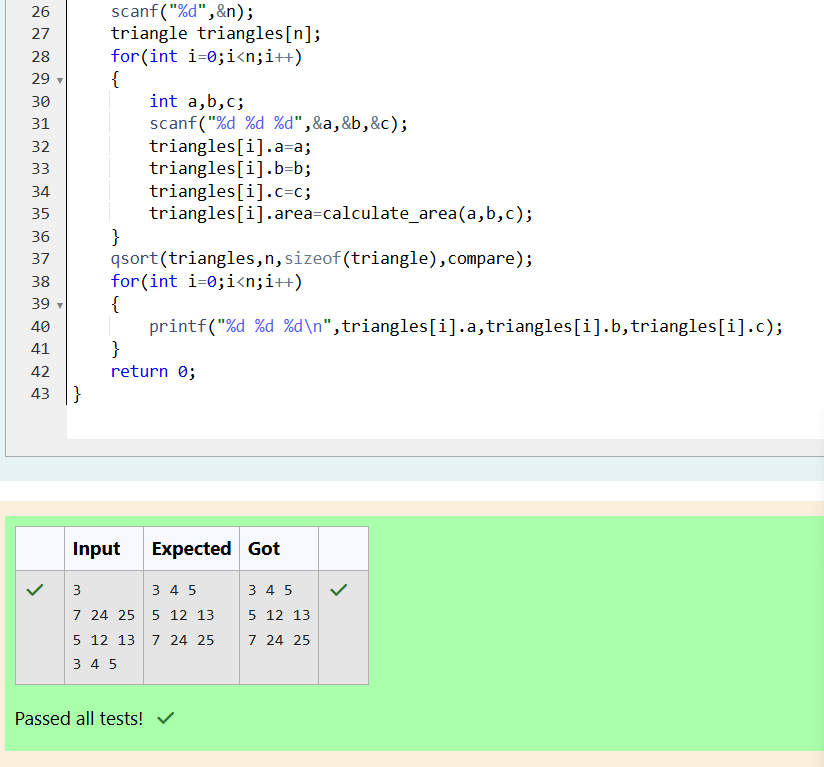 26 scanf("%d",&n);
27 triangle triangles[n];
28 for(int i=0;i<n;i++)
29 {
30 int a,b,c;
31 scanf("%d %d %d",&a,&b,&c);
32 triangles[i].a=a;
33 triangles[i].b=b;
34 triangles[i].c=c;
35 triangles[i].area=calculate_area(a,b,c);
36 }
37 qsort(triangles,n,sizeof(triangle),compare);
38 for(int i=0;i<n;i++)
39 {
40 printf("%d %d %d\n",triangles[i].a,triangles[i].b,triangles[i].c);
41 }
42 return 0;
43 }
Input Expected Got
3 3 4 5 3 4 5
7 24 25 5 12 13 5 12 13
5 12 13 7 24 25 7 24 25
3 4 5
Passed all tests!